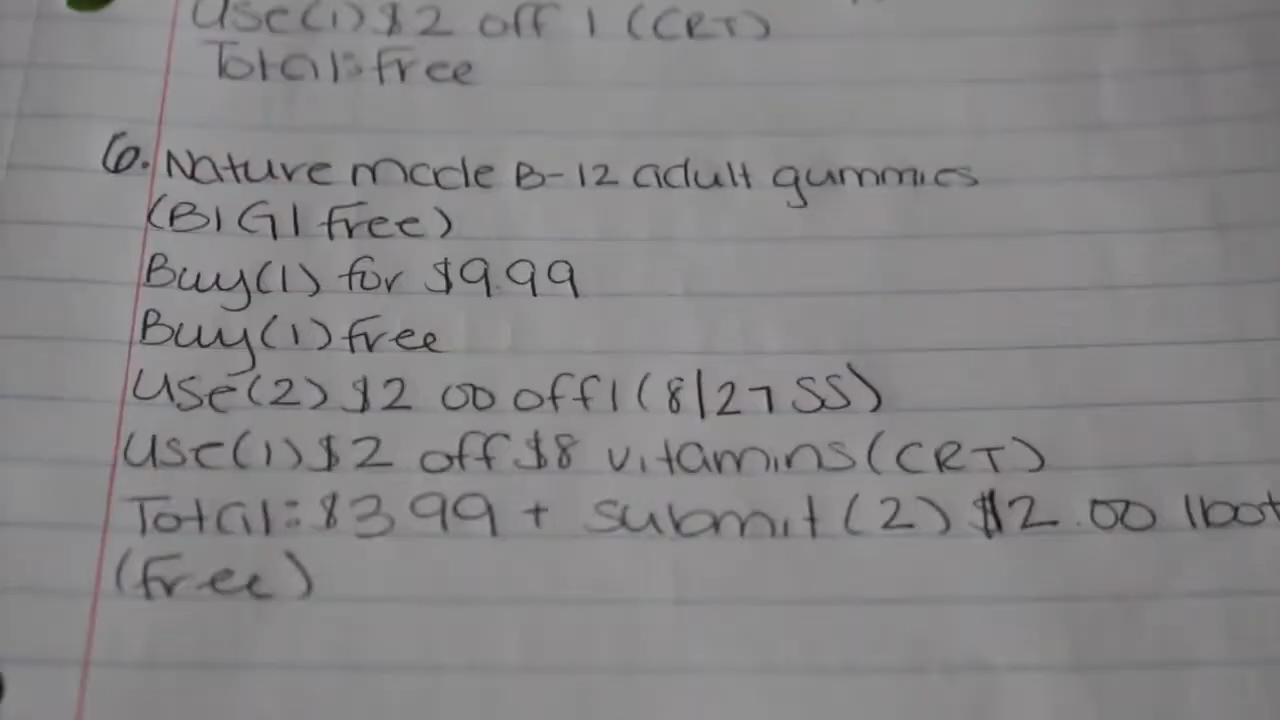 Use(1) $2 off 1 (CRT)
Total: free
6. Nature made B-12 adult gummies
(B1G1 free)
Buy(1) for $9.99
Buy(1) free
Use(2) $2.00 off 1 (8/27 SS)
Use(1) $2 off $8 vitamins (CRT)
Total: $3.99 + submit (2) $2.00 Ibot
(free)